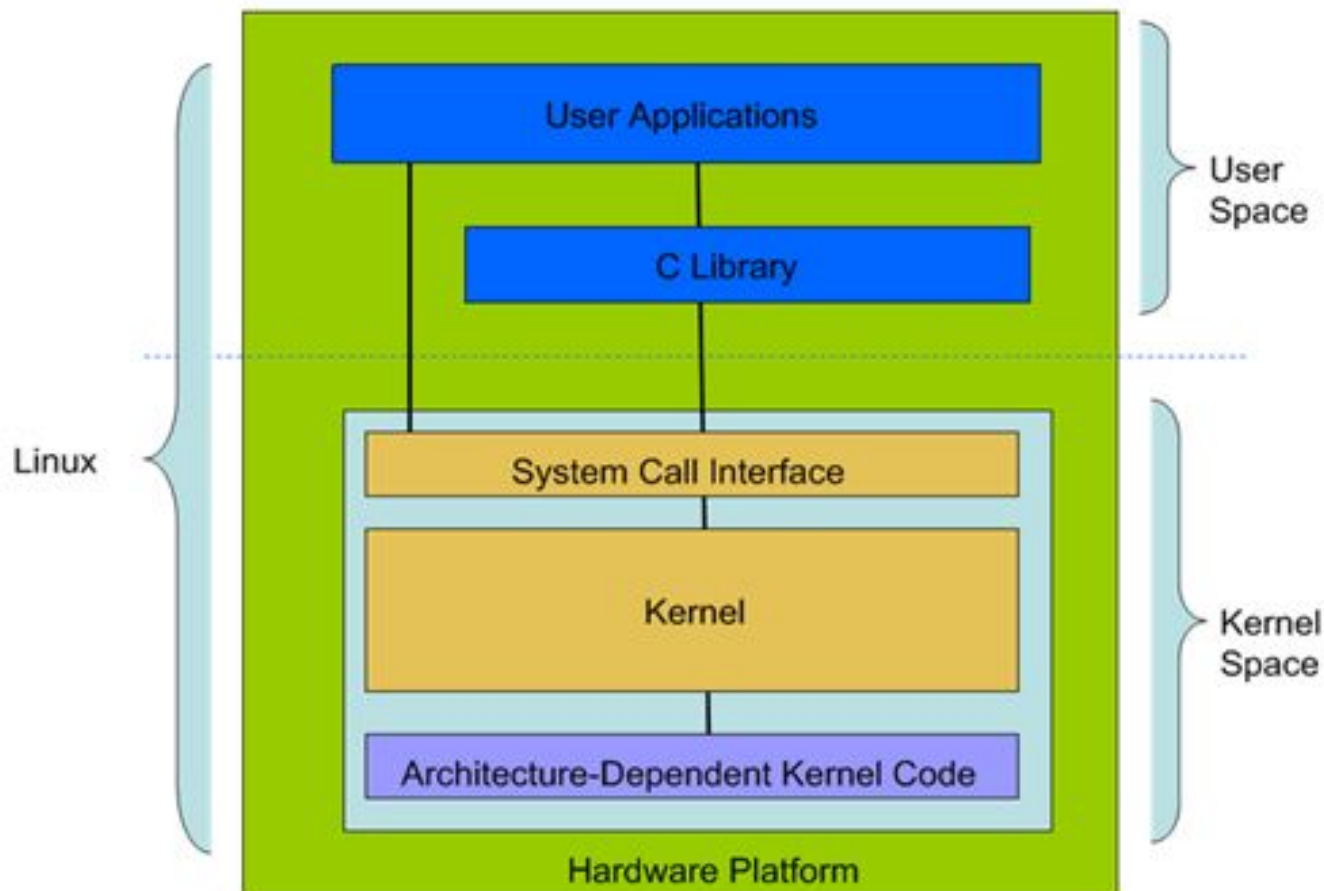 User Applications
User
Space
C Library
Linux
System Call Interface
Kernel
Kernel
Space
Architecture-Dependent Kernel Code
Hardware Platform